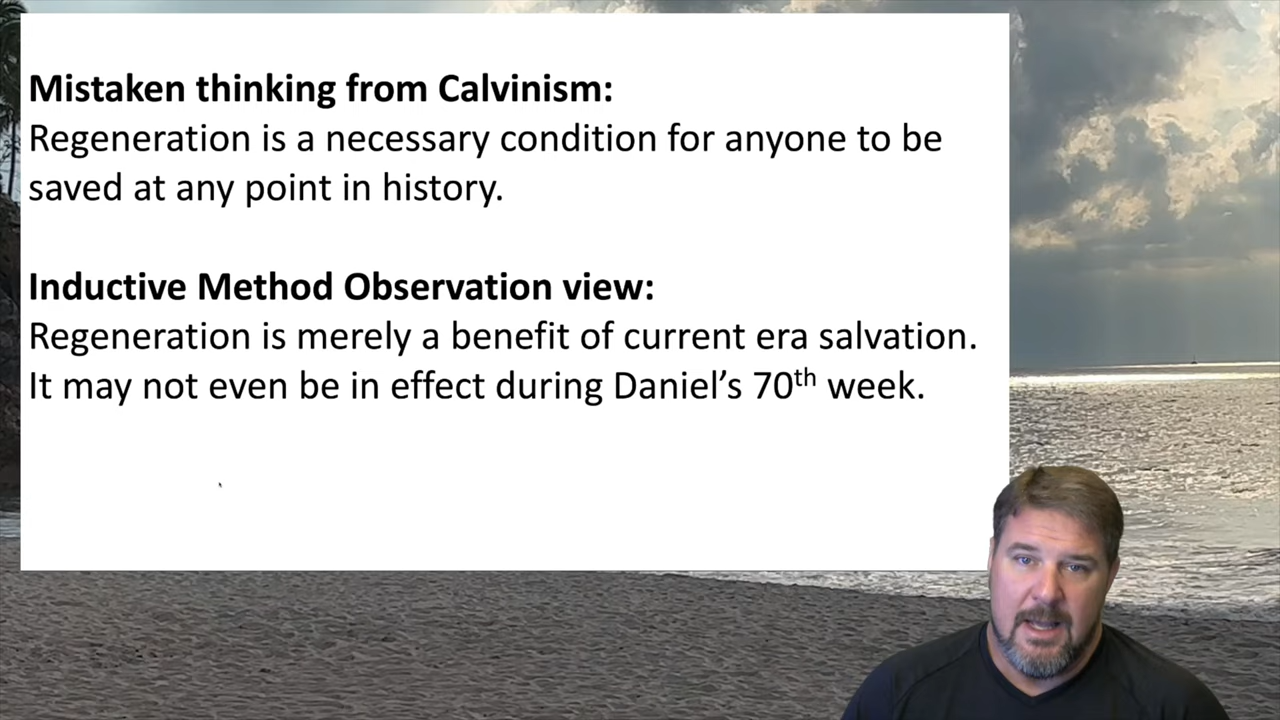 Mistaken thinking from Calvinism:
Regeneration is a necessary condition for anyone to be
saved at any point in history.
Inductive Method Observation view:
Regeneration is merely a benefit of current era salvation.
It may not even be in effect during Daniel’s 70th week.